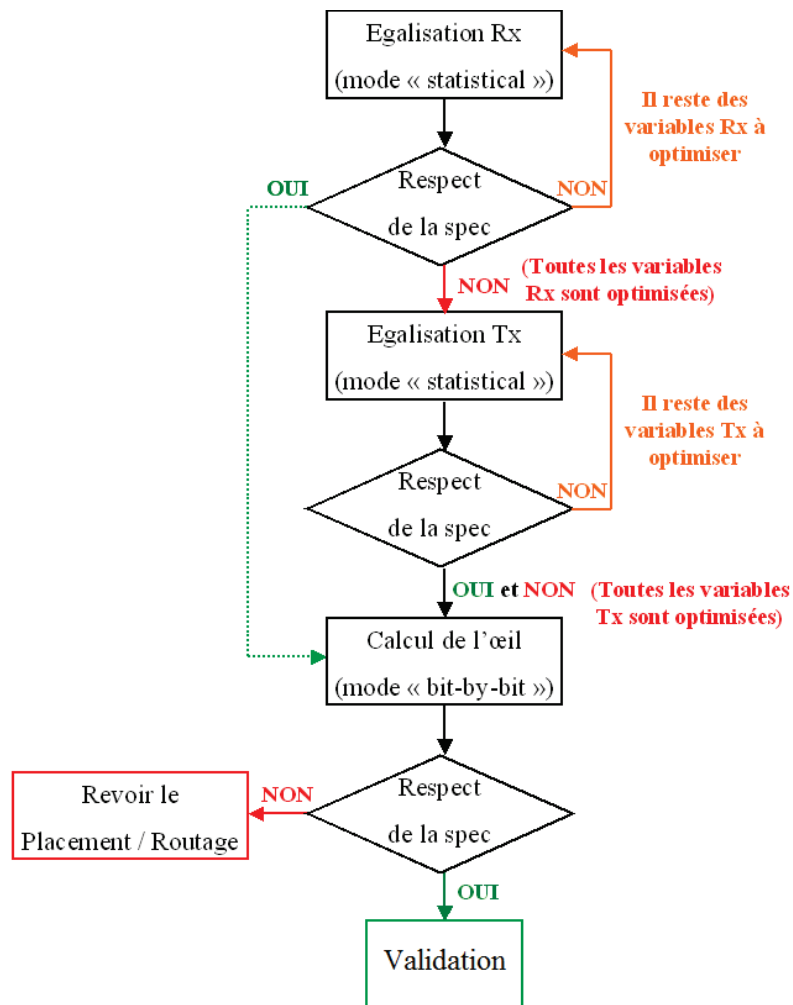 Egalisation Rx
(mode « statistical »)
Il reste des
variables Rx à
optimiser
OUI
Respect
de la spec
NON
NON (Toutes les variables
Rx sont optimisées)
Egalisation Tx
(mode « statistical »)
Il reste des
variables Tx à
optimiser
Respect
de la spec
NON
OUI et NON (Toutes les variables
Tx sont optimisées)
Calcul de l'œil
(mode « bit-by-bit »)
Respect
de la spec
NON
Revoir le
Placement / Routage
OUI
Validation